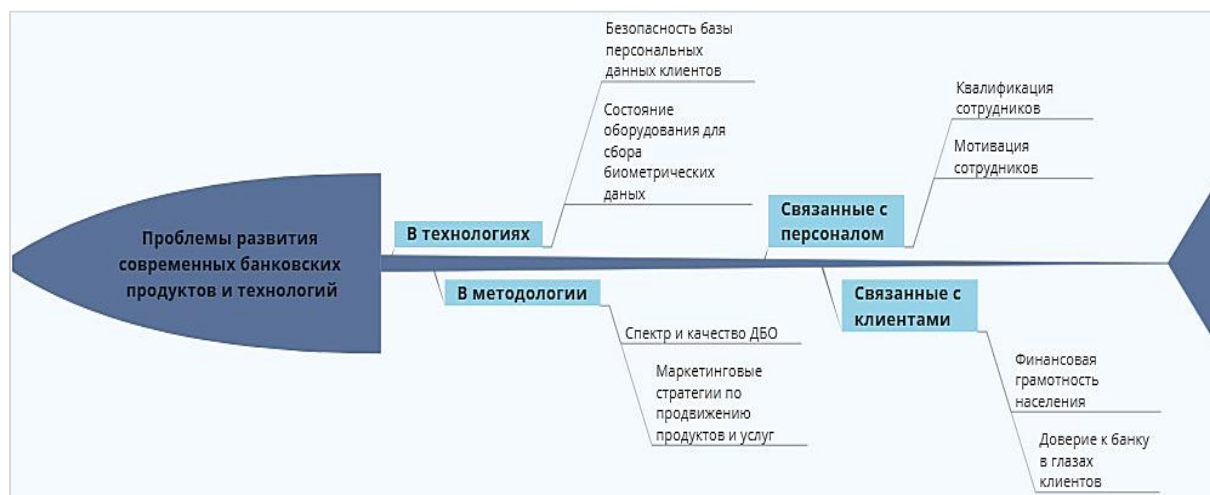 Проблемы развития
современных банковских
продуктов и технологий
В технологиях
Безопасность базы
персональных
данных клиентов
Состояние
оборудования для
сбора
биометрических
даных
Связанные с
персоналом
Квалификация
сотрудников
Мотивация
сотрудников
В методологии
Спектр и качество ДБО
Маркетинговые
стратегии по
продвижению
продуктов и услуг
Связанные с
клиентами
Финансовая
грамотность
населения
Доверие к банку
в глазах
клиентов